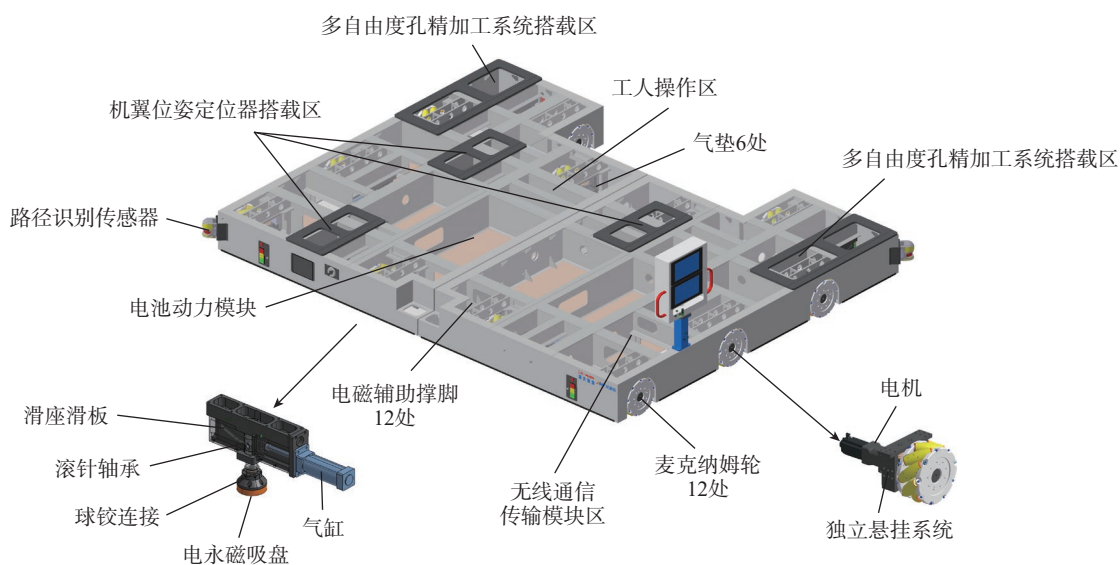 多自由度孔精加工系统搭载区
工人操作区
机翼位姿定位器搭载区
气垫6处
多自由度孔精加工系统搭载区
路径识别传感器
电池动力模块
电磁辅助撑脚
12处
电机
滑座滑板
滚针轴承
麦克纳姆轮
12处
无线通信
传输模块区
球铰连接
气缸
独立悬挂系统
电永磁吸盘